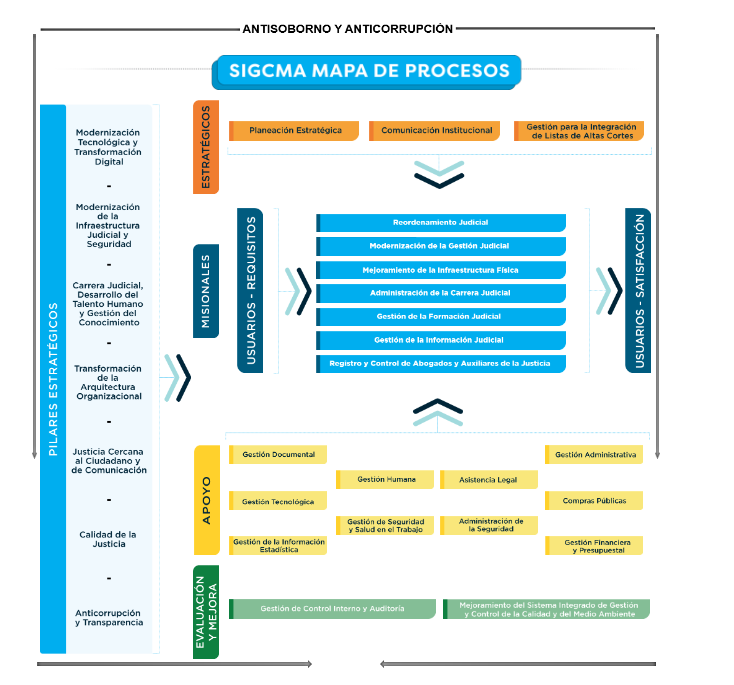 ANTISOBORNO Y ANTICORRUPCIÓN
SIGCMA MAPA DE PROCESOS
PILARES ESTRATÉGICOS
Modernización
Tecnológica y
Transformación
Digital
-
Modernización
de la
Infraestructura
Judicial y
Seguridad
-
Carrera Judicial,
Desarrollo del
Talento Humano
y Gestión del
Conocimiento
-
Transformación
de la
Arquitectura
Organizacional
-
Justicia Cercana
al Ciudadano y
de Comunicación
-
Calidad de la
Justicia
-
Anticorrupción
y Transparencia
ESTRATÉGICOS
Planeación Estratégica
Comunicación Institucional
Gestión para la Integración
de Listas de Altas Cortes
MISIONALES
USUARIOS - REQUISITOS
Reordenamiento Judicial
Modernización de la Gestión Judicial
Mejoramiento de la Infraestructura Física
Administración de la Carrera Judicial
Gestión de la Formación Judicial
Gestión de la Información Judicial
Registro y Control de Abogados y Auxiliares de la Justicia
USUARIOS - SATISFACCIÓN
APOYO
Gestión Documental
Gestión Administrativa
Gestión Humana
Asistencia Legal
Gestión Tecnológica
Compras Públicas
Gestión de Seguridad
y Salud en el Trabajo
Administración de
la Seguridad
Gestión de la Información
Estadística
Gestión Financiera
y Presupuestal
EVALUACIÓN
Y MEJORA
Gestión de Control Interno y Auditoría
Mejoramiento del Sistema Integrado de Gestión
y Control de la Calidad y del Medio Ambiente